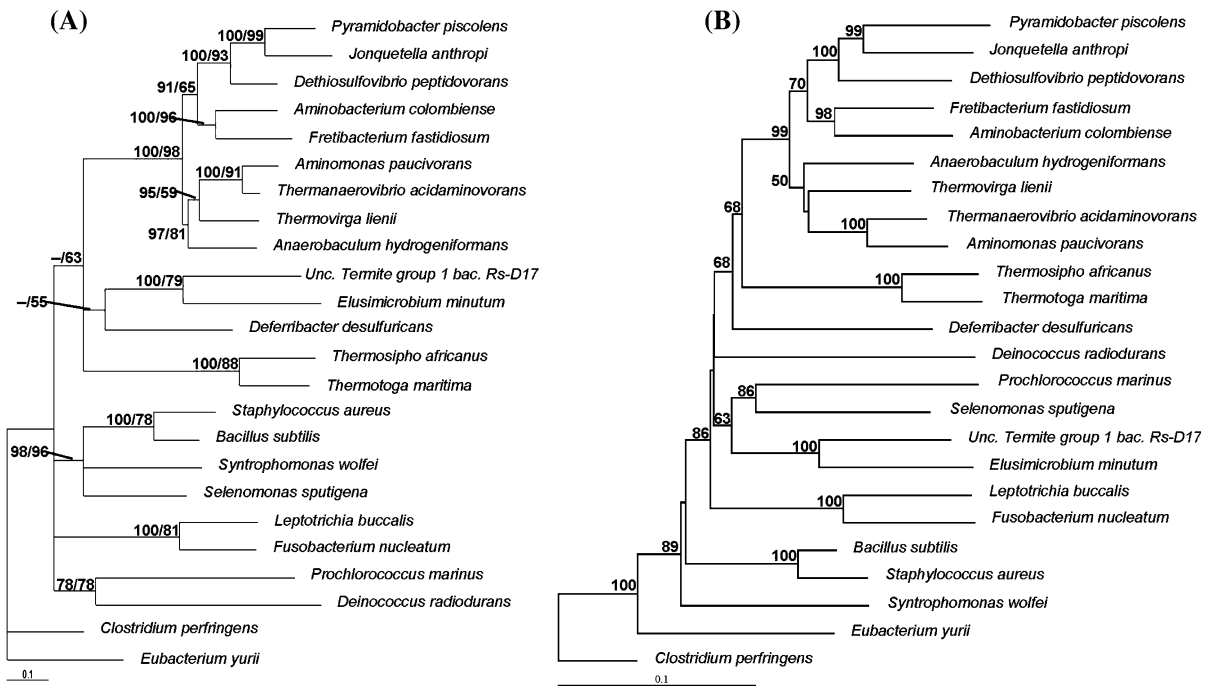 (A)
Pyramidobacter piscolens
100/99
Jonquetella anthropi
100/93
Dethiosulfovibrio peptidovorans
91/65
Aminobacterium colombiense
100/96
Fretibacterium fastidiosum
100/98
Aminomonas paucivorans
100/91
Thermanaerovibrio acidaminovorans
95/59
Thermovirga lienii
97/81
Anaerobaculum hydrogeniformans
–/63
Unc. Termite group 1 bac. Rs-D17
100/79
Elusimicrobium minutum
–/55
Deferribacter desulfuricans
Thermosipho africanus
100/88
Thermotoga maritima
Staphylococcus aureus
100/78
Bacillus subtilis
98/96
Syntrophomonas wolfei
Selenomonas sputigena
Leptotrichia buccalis
100/81
Fusobacterium nucleatum
Prochlorococcus marinus
78/78
Deinococcus radiodurans
Clostridium perfringens
Eubacterium yurii
0.1
(B)
Pyramidobacter piscolens
99
Jonquetella anthropi
100
Dethiosulfovibrio peptidovorans
70
Fretibacterium fastidiosum
98
Aminobacterium colombiense
99
Anaerobaculum hydrogeniformans
50
Thermovirga lienii
68
Thermanaerovibrio acidaminovorans
100
Aminomonas paucivorans
68
Thermosipho africanus
100
Thermotoga maritima
Deferribacter desulfuricans
Deinococcus radiodurans
Prochlorococcus marinus
86
Selenomonas sputigena
63
86
Unc. Termite group 1 bac. Rs-D17
100
Elusimicrobium minutum
Leptotrichia buccalis
100
Fusobacterium nucleatum
89
Bacillus subtilis
100
Staphylococcus aureus
100
Syntrophomonas wolfei
Eubacterium yurii
Clostridium perfringens
0.1